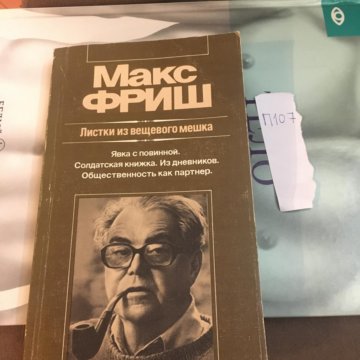 Макс
ФРИШ
Листки из вещевого мешка
Явка с повинной.
Солдатская книжка. Из дневников.
Общественность как партнер.
П107